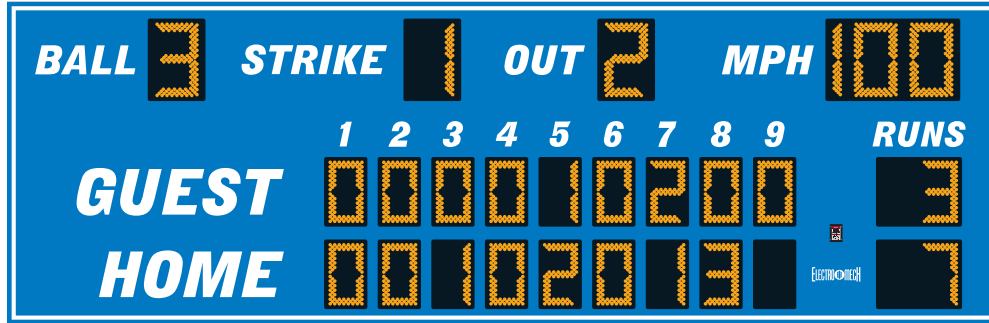 BALL 3 STRIKE 1 OUT 2 MPH 100
1 2 3 4 5 6 7 8 9 RUNS
GUEST 0 0 0 0 1 0 2 0 0 3
HOME 0 0 1 0 2 0 1 3 7
ELECTRO-MECH